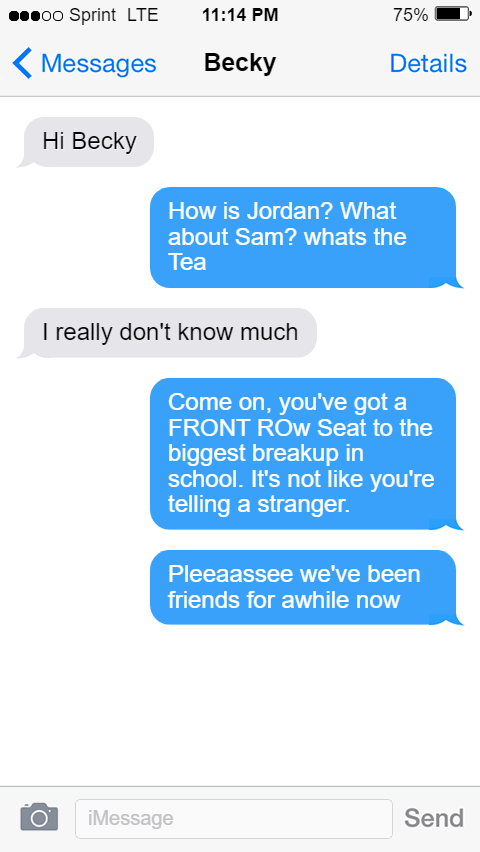 Sprint LTE 11:14 PM 75%
Messages Becky Details
Hi Becky
How is Jordan? What
about Sam? whats the
Tea
I really don't know much
Come on, you've got a
FRONT ROw Seat to the
biggest breakup in
school. It's not like you're
telling a stranger.
Pleeaassee we've been
friends for awhile now
iMessage Send